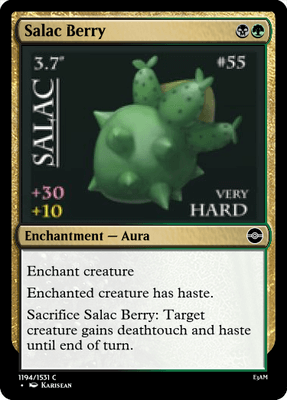 Salac Berry
3.7" #55
SALAC
+30
+10
VERY
HARD
Enchantment — Aura
Enchant creature
Enchanted creature has haste.
Sacrifice Salac Berry: Target
creature gains deathtouch and haste
until end of turn.
1194/1531 C E3AM
• Karisean